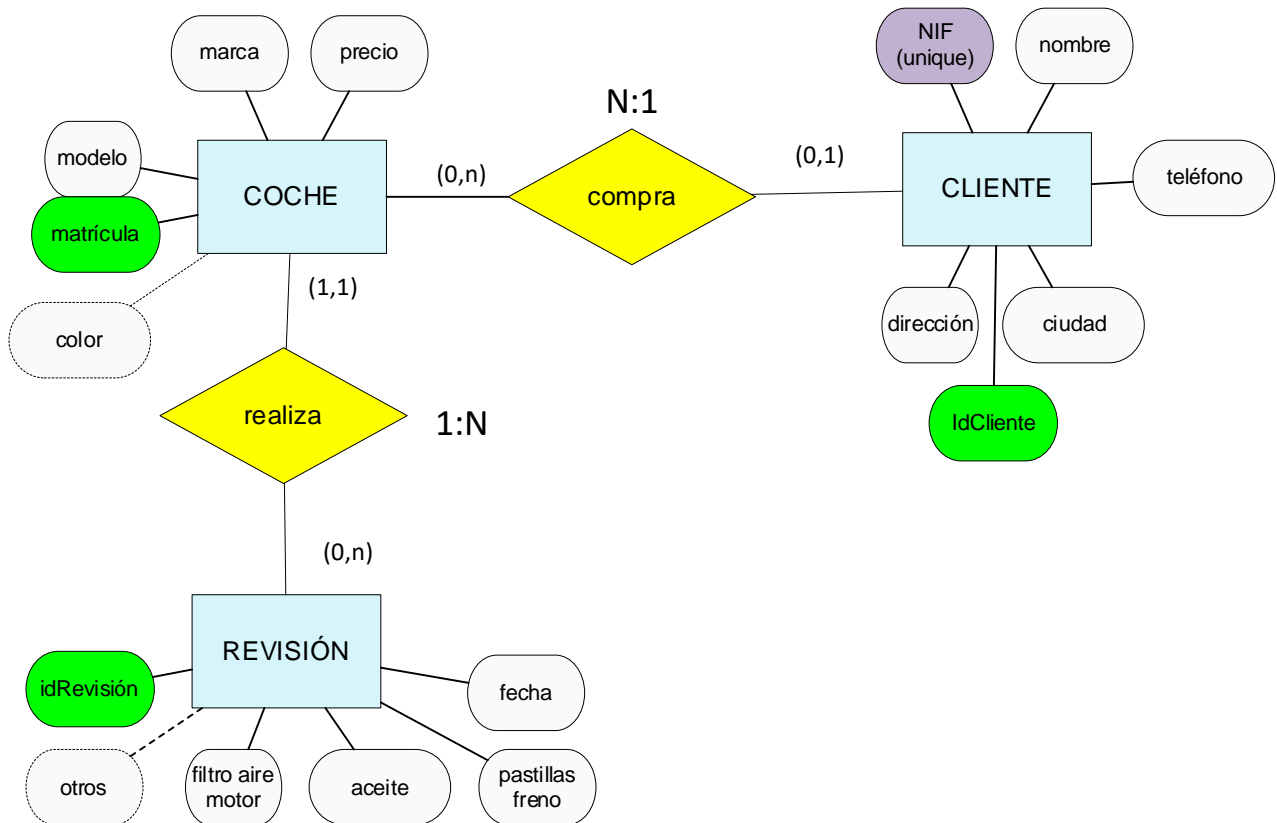 marca
precio
NIF
(unique)
nombre
N:1
modelo
COCHE
(0,n)
compra
(0,1)
CLIENTE
teléfono
matrícula
(1,1)
color
dirección
ciudad
realiza
1:N
IdCliente
(0,n)
REVISIÓN
idRevisión
fecha
otros
filtro aire
motor
aceite
pastillas
freno